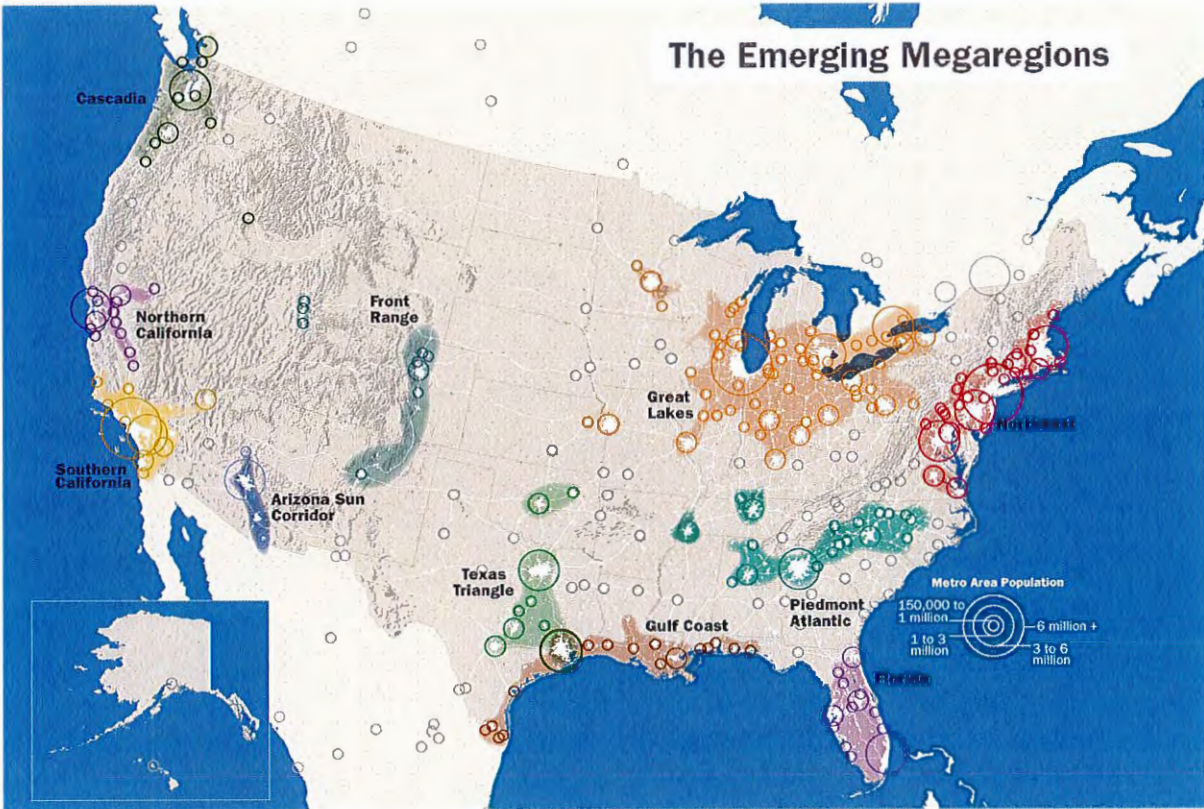 The Emerging Megaregions
Cascadia
Northern
California
Front
Range
Great
Lakes
Northeast
Southern
California
Arizona Sun
Corridor
Texas
Triangle
Gulf Coast
Piedmont
Atlantic
Florida
Metro Area Population
150,000 to
1 million
6 million +
1 to 3
million
3 to 6
million